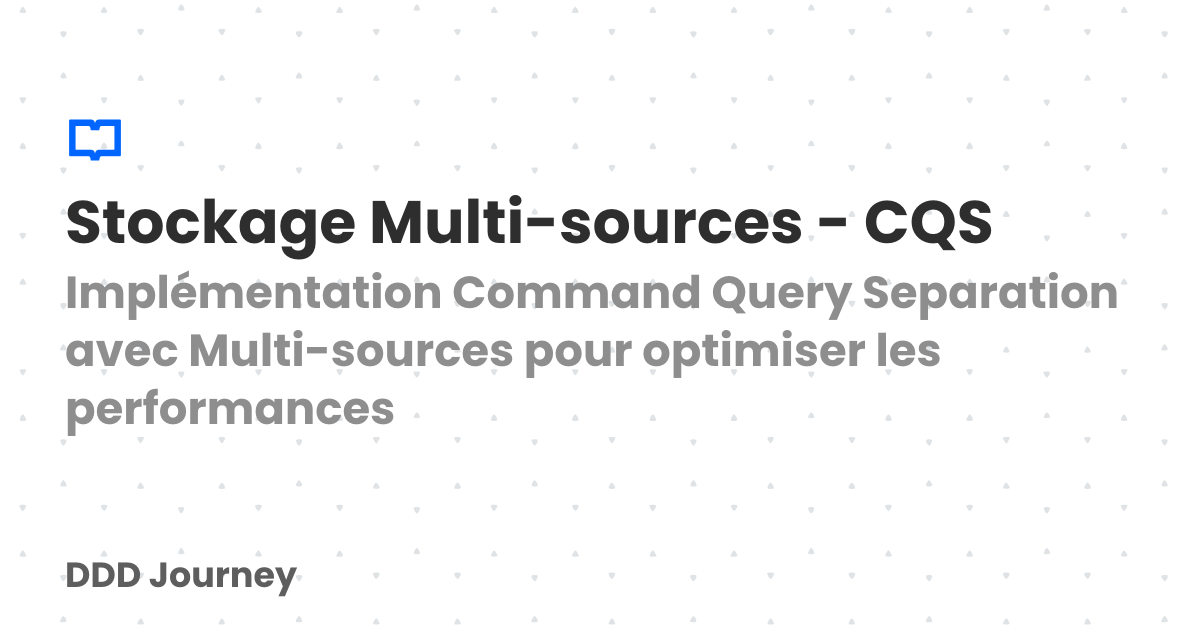 Stockage Multi-sources - CQS
Implémentation Command Query Separation
avec Multi-sources pour optimiser les
performances
DDD Journey